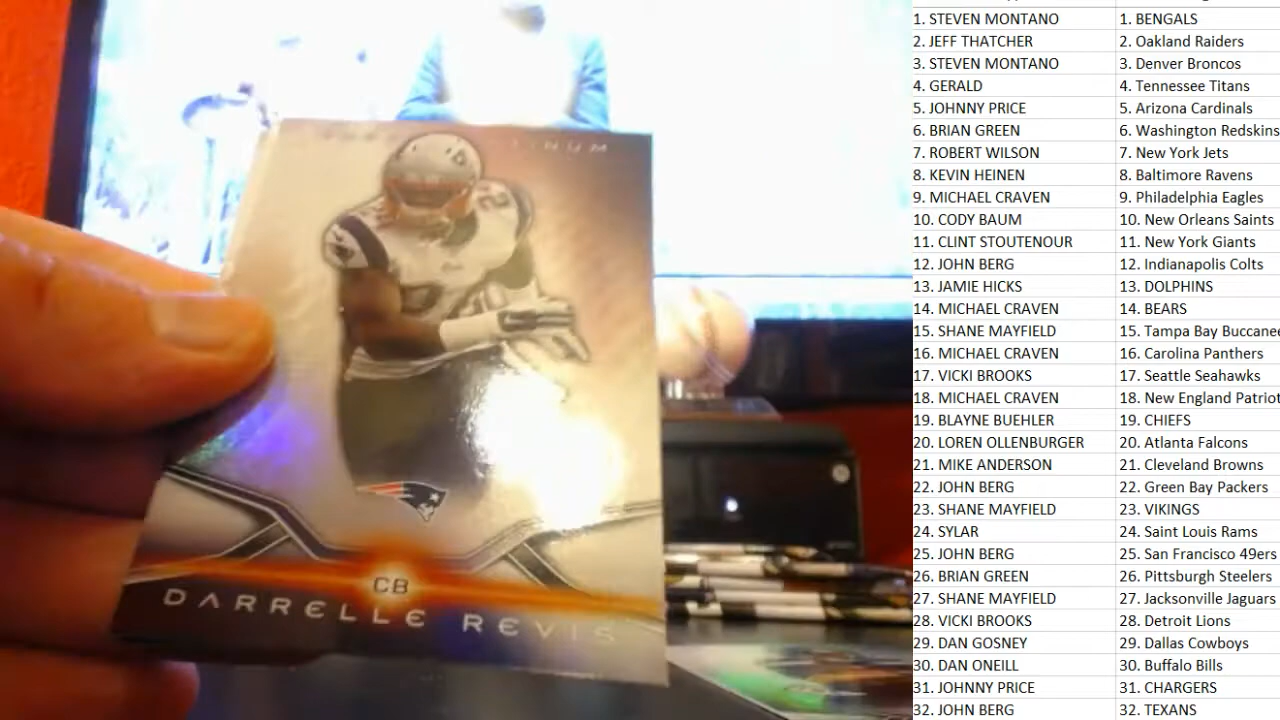 CB
DARRELLE REVIS
1. STEVEN MONTANO 1. BENGALS
2. JEFF THATCHER 2. Oakland Raiders
3. STEVEN MONTANO 3. Denver Broncos
4. GERALD 4. Tennessee Titans
5. JOHNNY PRICE 5. Arizona Cardinals
6. BRIAN GREEN 6. Washington Redskins
7. ROBERT WILSON 7. New York Jets
8. KEVIN HEINEN 8. Baltimore Ravens
9. MICHAEL CRAVEN 9. Philadelphia Eagles
10. CODY BAUM 10. New Orleans Saints
11. CLINT STOUTENOUR 11. New York Giants
12. JOHN BERG 12. Indianapolis Colts
13. JAMIE HICKS 13. DOLPHINS
14. MICHAEL CRAVEN 14. BEARS
15. SHANE MAYFIELD 15. Tampa Bay Buccanee
16. MICHAEL CRAVEN 16. Carolina Panthers
17. VICKI BROOKS 17. Seattle Seahawks
18. MICHAEL CRAVEN 18. New England Patriot
19. BLAYNE BUEHLER 19. CHIEFS
20. LOREN OLLENBURGER 20. Atlanta Falcons
21. MIKE ANDERSON 21. Cleveland Browns
22. JOHN BERG 22. Green Bay Packers
23. SHANE MAYFIELD 23. VIKINGS
24. SYLAR 24. Saint Louis Rams
25. JOHN BERG 25. San Francisco 49ers
26. BRIAN GREEN 26. Pittsburgh Steelers
27. SHANE MAYFIELD 27. Jacksonville Jaguars
28. VICKI BROOKS 28. Detroit Lions
29. DAN GOSNEY 29. Dallas Cowboys
30. DAN ONEILL 30. Buffalo Bills
31. JOHNNY PRICE 31. CHARGERS
32. JOHN BERG 32. TEXANS